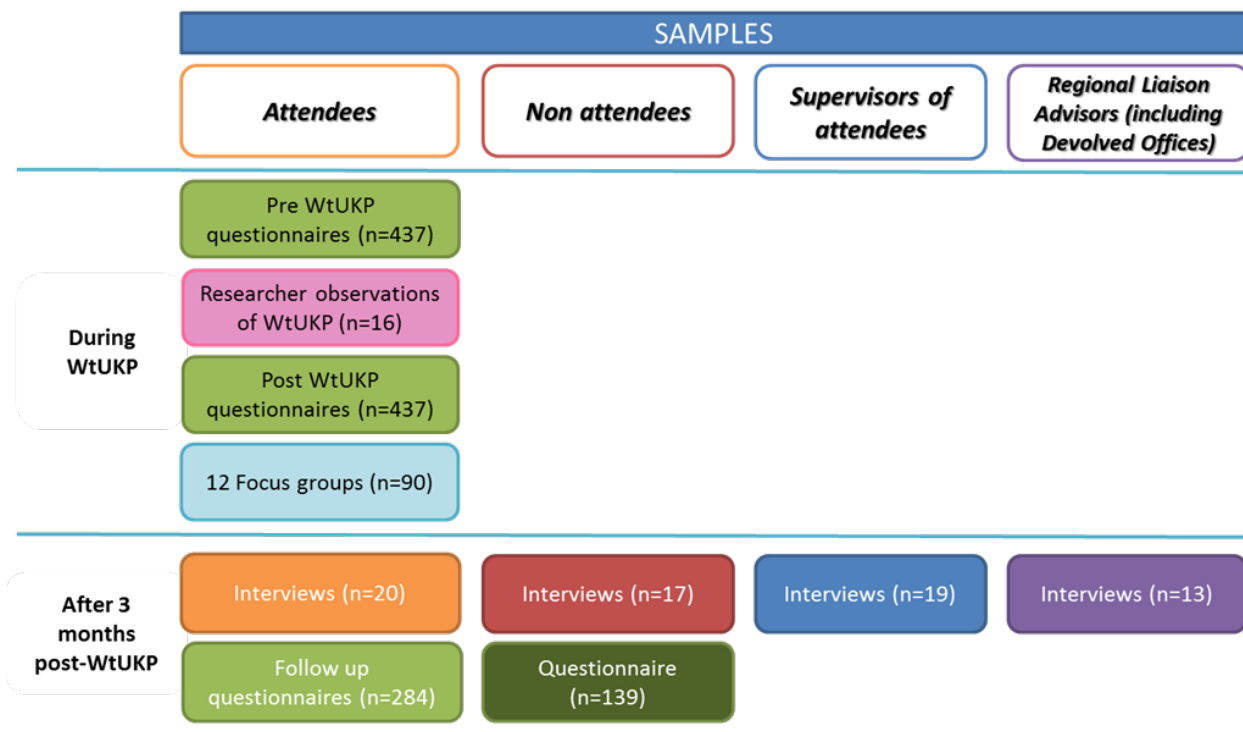 SAMPLES
Attendees
Non attendees
Supervisors of
attendees
Regional Liaison
Advisors (including
Devolved Offices)
During
WtUKP
Pre WtUKP
questionnaires (n=437)
Researcher observations
of WtUKP (n=16)
Post WtUKP
questionnaires (n=437)
12 Focus groups (n=90)
After 3
months
post-WtUKP
Interviews (n=20)
Interviews (n=17)
Interviews (n=19)
Interviews (n=13)
Follow up
questionnaires (n=284)
Questionnaire
(n=139)